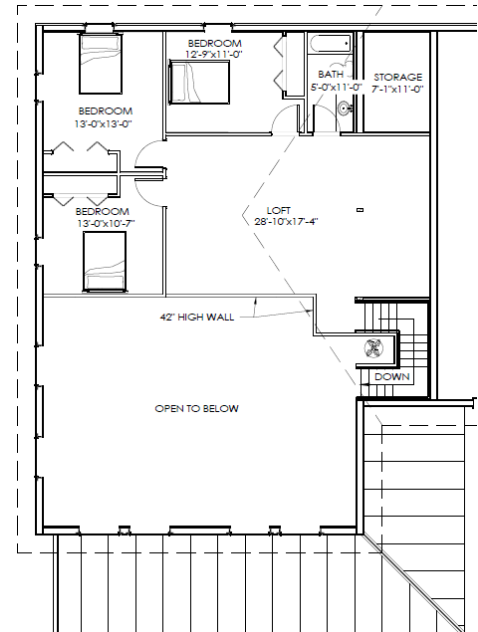 BEDROOM
12'-9"x11'-0"
BATH
5'-0"x11'-0"
STORAGE
7'-1"x11'-0"
BEDROOM
13'-0"x13'-0"
BEDROOM
13'-0"x10'-7"
LOFT
28'-10"x17'-4"
42" HIGH WALL
DOWN
OPEN TO BELOW